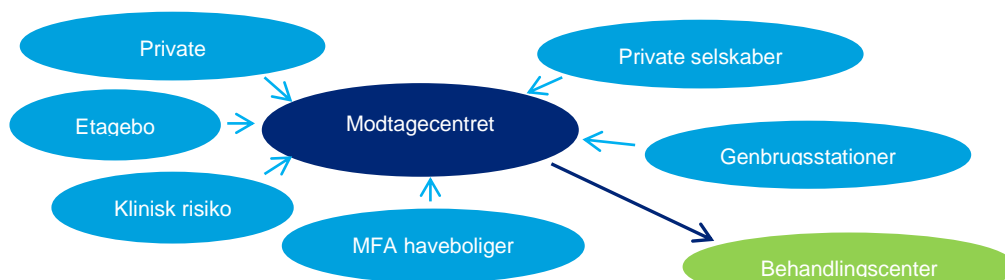 Private
Private selskaber
Etagebo
Modtagecentret
Genbrugsstationer
Klinisk risiko
MFA haveboliger
Behandlingscenter